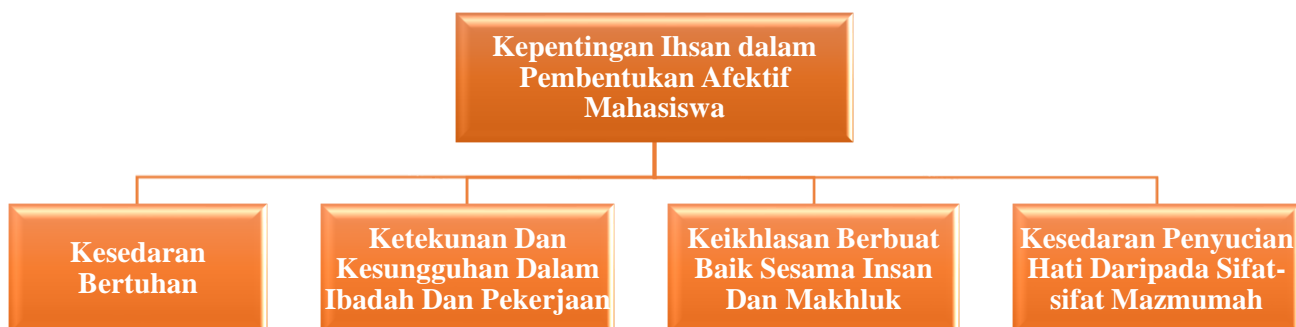 Kepentingan Ihsan dalam
Pembentukan Afektif
Mahasiswa
Kesedaran
Bertuhan
Ketekunan Dan
Kesungguhan Dalam
Ibadah Dan Pekerjaan
Keikhlasan Berbuat
Baik Sesama Insan
Dan Makhluk
Kesedaran Penyucian
Hati Daripada Sifat-
sifat Mazmumah